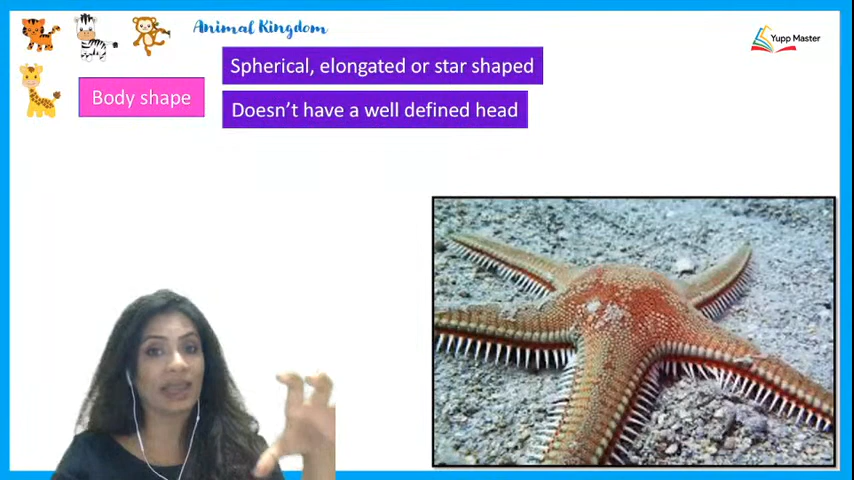 Animal Kingdom
Yupp Master
Spherical, elongated or star shaped
Body shape
Doesn't have a well defined head